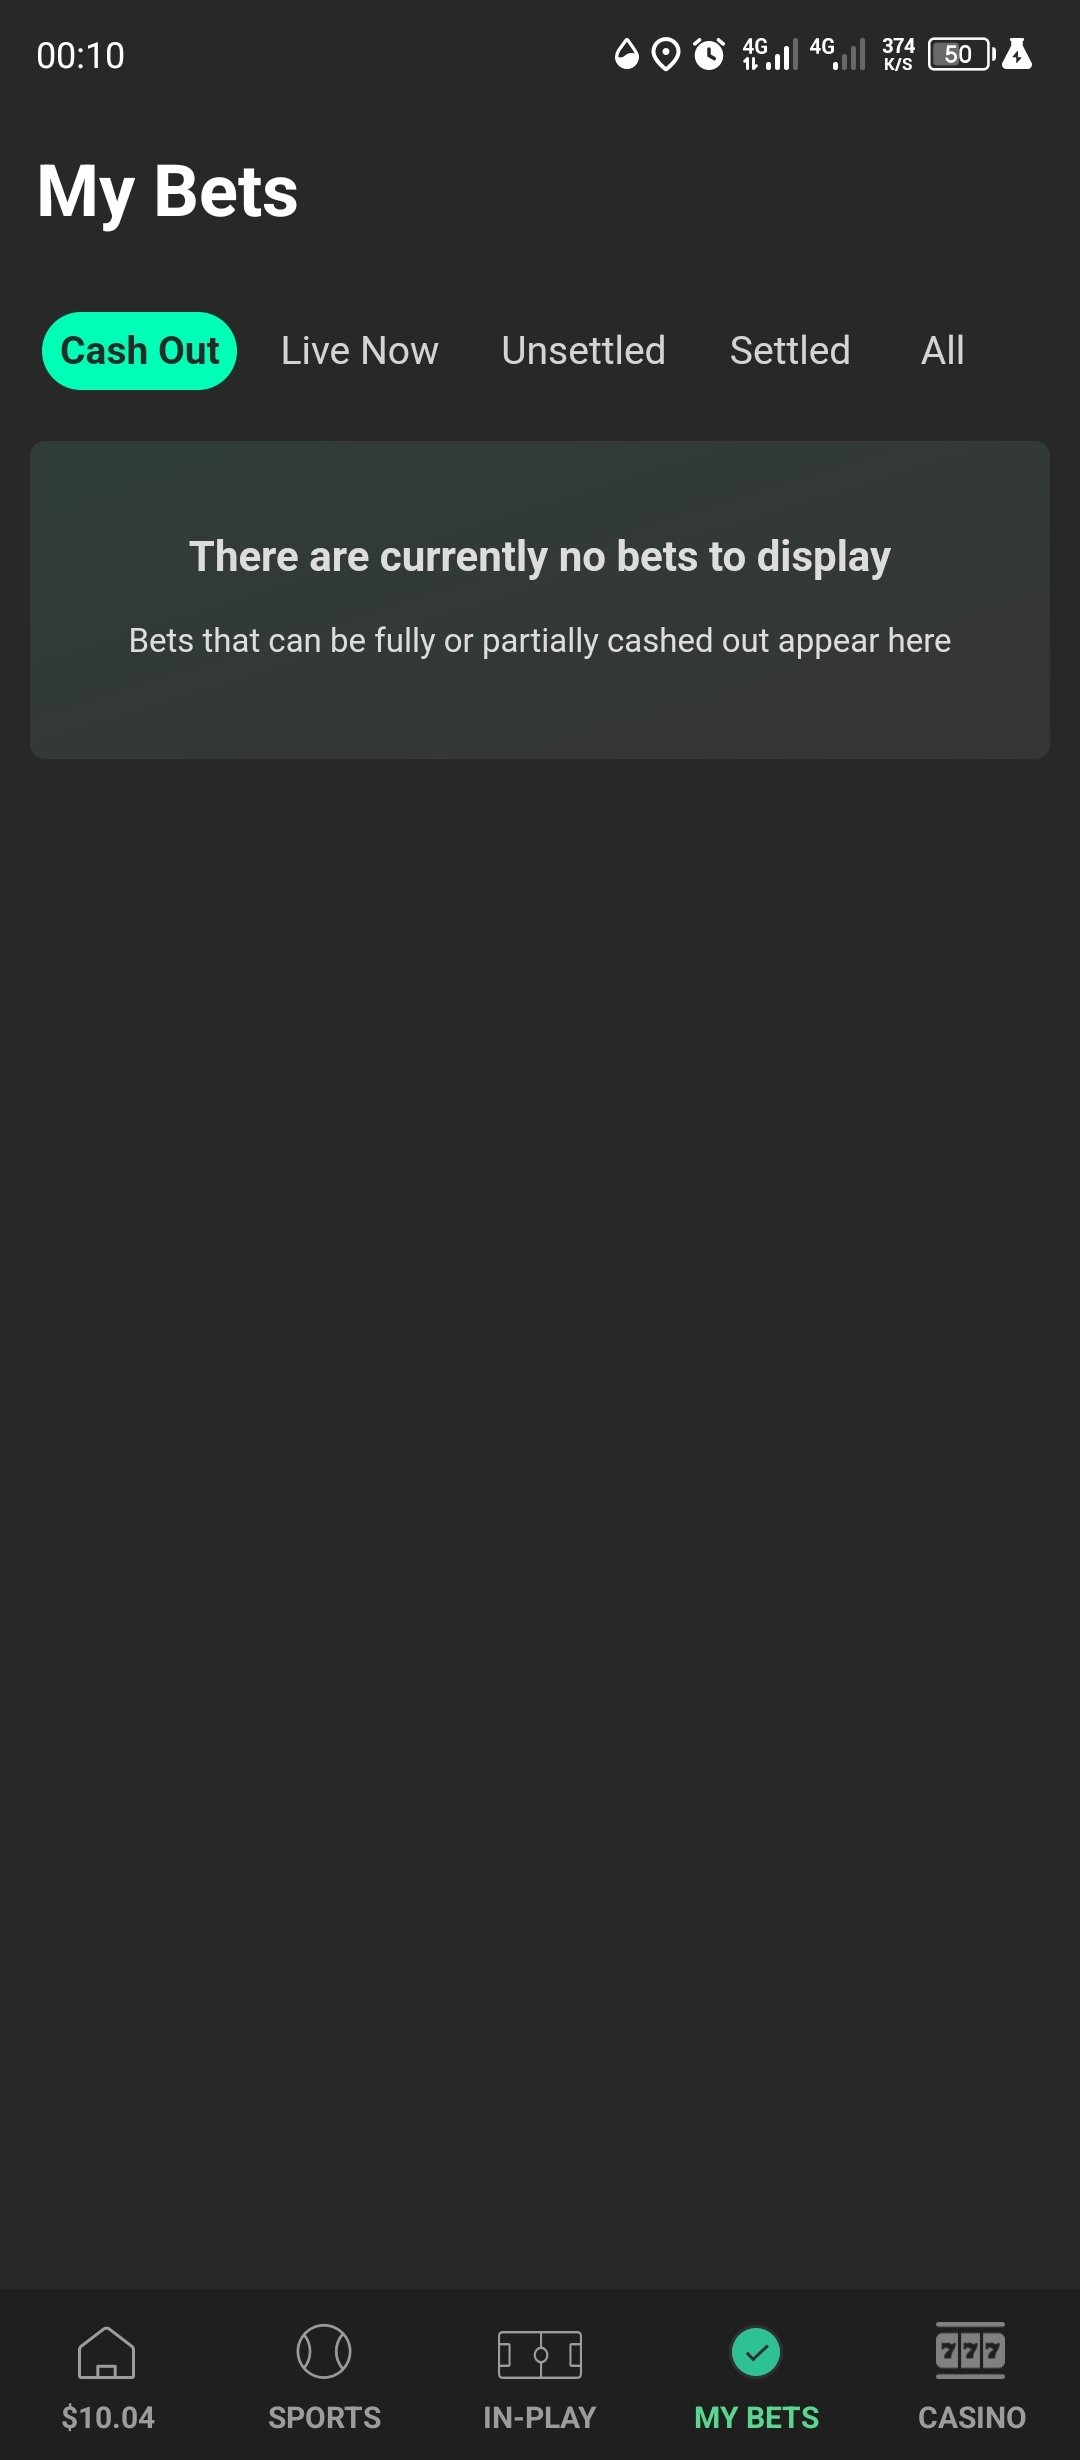 00:10
4G 4G 374 K/S 50
My Bets
Cash Out Live Now Unsettled Settled All
There are currently no bets to display
Bets that can be fully or partially cashed out appear here
777
$10.04 SPORTS IN-PLAY MY BETS CASINO